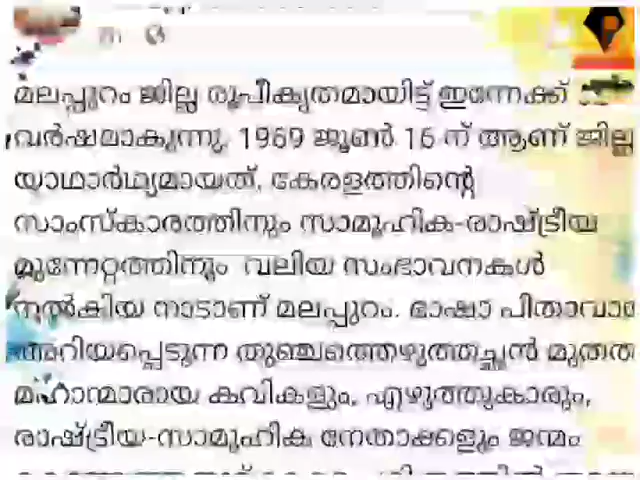 മലപ്പുറം ജില്ല രൂപീകൃതമായിട്ട് ഇന്നേക്ക്
വർഷമാകുന്നു. 1969 ജൂൺ 16 ന് ആണ് ജില്ല
യാഥാർഥ്യമായത്. കേരളത്തിന്റെ
സാംസ്കാരത്തിനും സാമൂഹിക-രാഷ്ട്രീയ
മുന്നേറ്റത്തിനും വലിയ സംഭാവനകൾ
നൽകിയ നാടാണ് മലപ്പുറം. ഭാഷാ
അറിയപ്പെടുന്ന തുഞ്ചത്തെഴുത്തച്ഛൻ
മഹാന്മാരായ കവികളും, എഴുത്തുകാരും,
രാഷ്ട്രീയ-സാമൂഹിക നേതാക്കളും ജന്മം